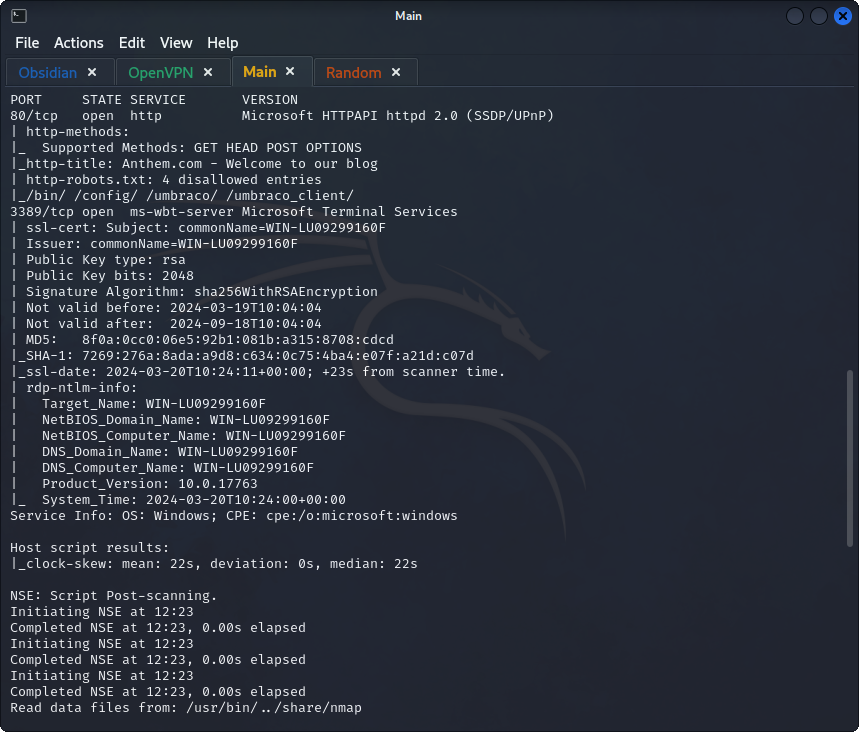 Main
File Actions Edit View Help
Obsidian × OpenVPN × Main × Random ×
PORT     STATE SERVICE       VERSION
80/tcp   open  http          Microsoft HTTPAPI httpd 2.0 (SSDP/UPnP)
| http-methods:
|_  Supported Methods: GET HEAD POST OPTIONS
|_http-title: Anthem.com - Welcome to our blog
| http-robots.txt: 4 disallowed entries
|_/bin/ /config/ /umbraco/ /umbraco_client/
3389/tcp open  ms-wbt-server Microsoft Terminal Services
| ssl-cert: Subject: commonName=WIN-LU09299160F
| Issuer: commonName=WIN-LU09299160F
| Public Key type: rsa
| Public Key bits: 2048
| Signature Algorithm: sha256WithRSAEncryption
| Not valid before: 2024-03-19T10:04:04
| Not valid after:  2024-09-18T10:04:04
| MD5:   8f0a:0cc0:06e5:92b1:081b:a315:8708:cdcd
|_SHA-1: 7269:276a:8ada:a9d8:c634:0c75:4ba4:e07f:a21d:c07d
|_ssl-date: 2024-03-20T10:24:11+00:00; +23s from scanner time.
| rdp-ntlm-info:
|   Target_Name: WIN-LU09299160F
|   NetBIOS_Domain_Name: WIN-LU09299160F
|   NetBIOS_Computer_Name: WIN-LU09299160F
|   DNS_Domain_Name: WIN-LU09299160F
|   DNS_Computer_Name: WIN-LU09299160F
|   Product_Version: 10.0.17763
|_  System_Time: 2024-03-20T10:24:00+00:00
Service Info: OS: Windows; CPE: cpe:/o:microsoft:windows

Host script results:
|_clock-skew: mean: 22s, deviation: 0s, median: 22s

NSE: Script Post-scanning.
Initiating NSE at 12:23
Completed NSE at 12:23, 0.00s elapsed
Initiating NSE at 12:23
Completed NSE at 12:23, 0.00s elapsed
Initiating NSE at 12:23
Completed NSE at 12:23, 0.00s elapsed
Read data files from: /usr/bin/../share/nmap